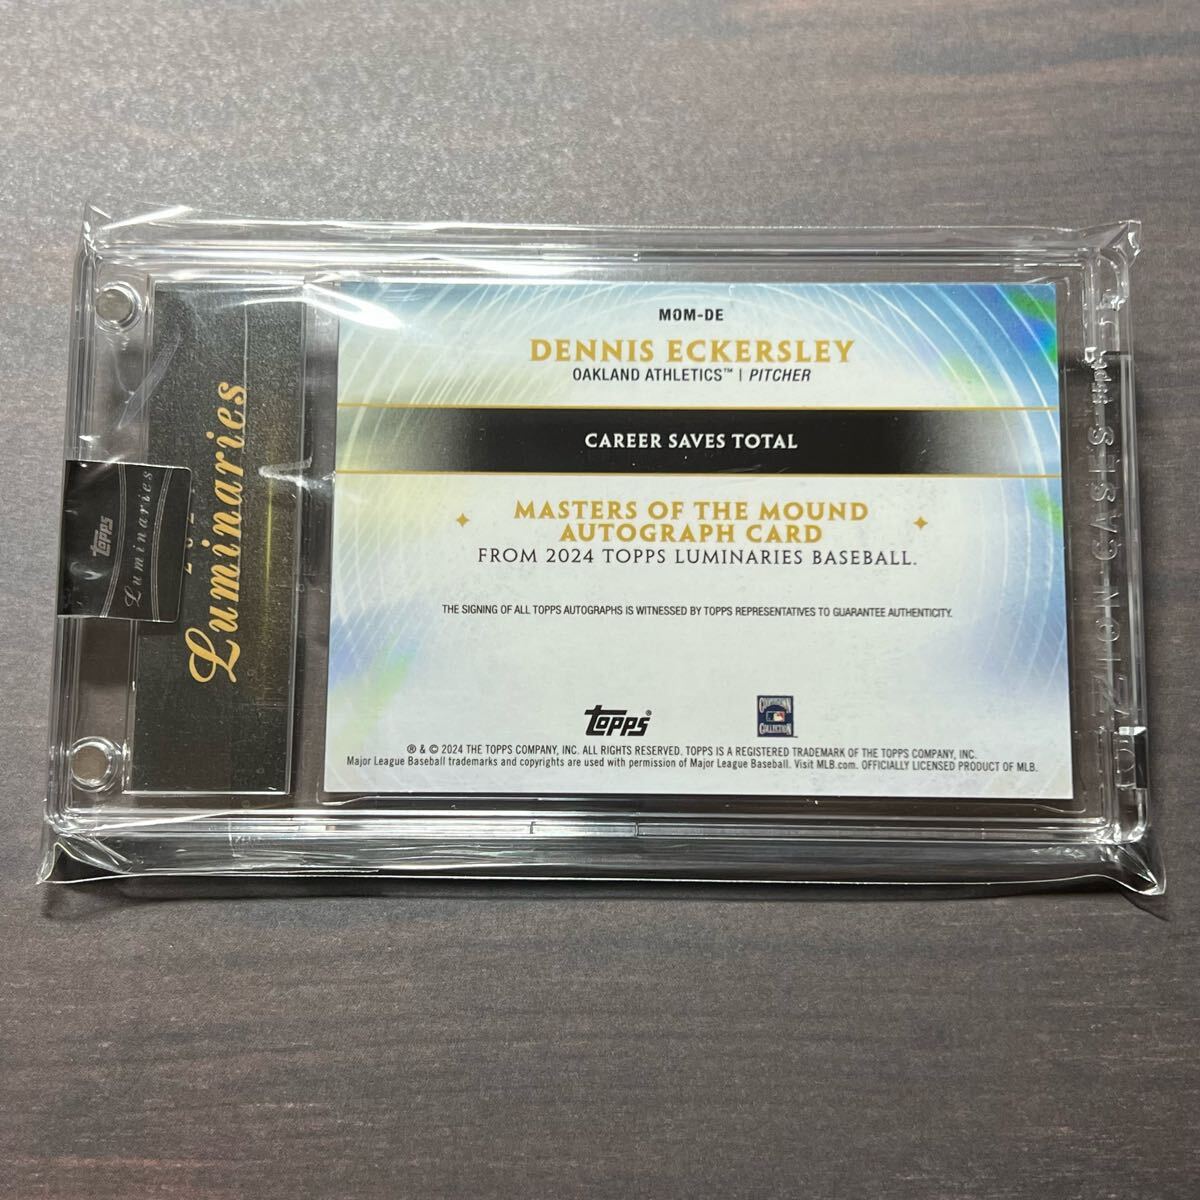 MOM-DE
DENNIS ECKERSLEY
OAKLAND ATHLETICS™ | PITCHER
CAREER SAVES TOTAL
MASTERS OF THE MOUND
AUTOGRAPH CARD
FROM 2024 TOPPS LUMINARIES BASEBALL.
THE SIGNING OF ALL TOPPS AUTOGRAPHS IS WITNESSED BY TOPPS REPRESENTATIVES TO GUARANTEE AUTHENTICITY.
Topps®
COOPERSTOWN
COLLECTION
® & © 2024 THE TOPPS COMPANY, INC. ALL RIGHTS RESERVED. TOPPS IS A REGISTERED TRADEMARK OF THE TOPPS COMPANY, INC.
Major League Baseball trademarks and copyrights are used with permission of Major League Baseball. Visit MLB.com. OFFICIALLY LICENSED PRODUCT OF MLB.
Luminaries
Topps
Luminaries
ZION CASES